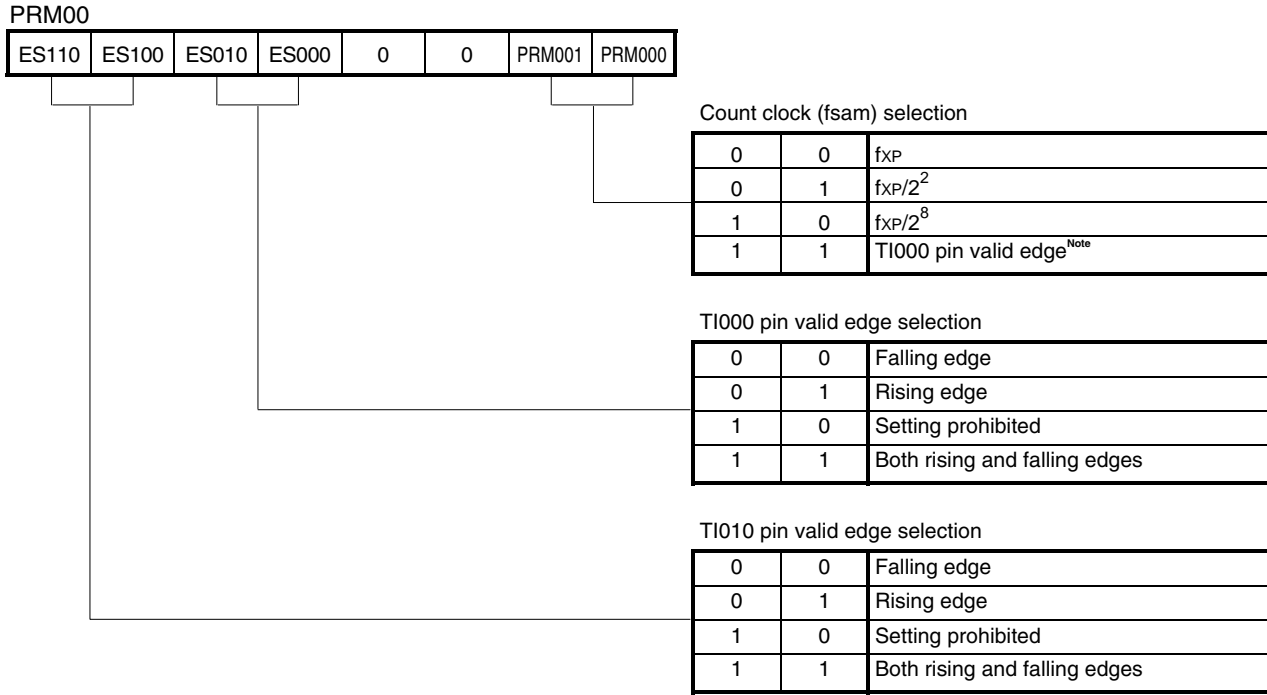 PRM00
ES110 ES100 ES010 ES000 0 0 PRM001 PRM000
Count clock (fsam) selection
0 0 fXP
0 1 fXP/2^2
1 0 fXP/2^8
1 1 TI000 pin valid edge^Note
TI000 pin valid edge selection
0 0 Falling edge
0 1 Rising edge
1 0 Setting prohibited
1 1 Both rising and falling edges
TI010 pin valid edge selection
0 0 Falling edge
0 1 Rising edge
1 0 Setting prohibited
1 1 Both rising and falling edges